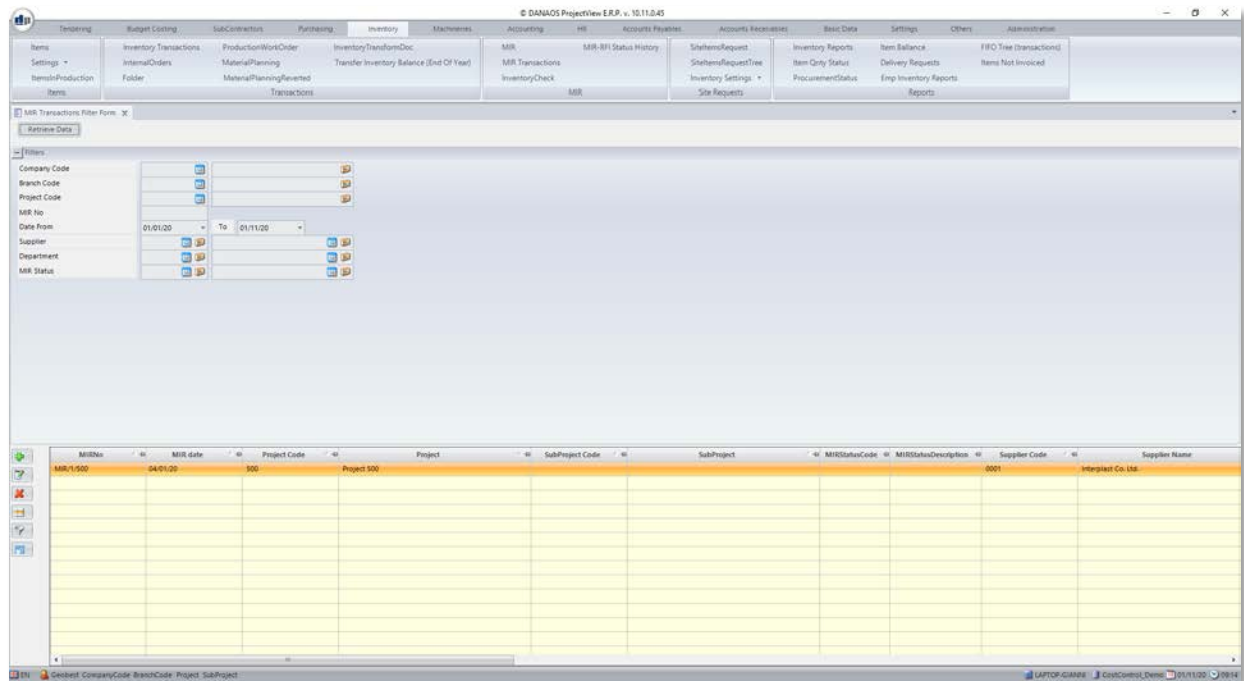 © DANAOS ProjectView E.R.P. v. 10.11.0.45
Tendering Budget Costing SubContractors Purchasing Inventory Machineries Accounting HR Accounts Payables Accounts Receivables Basic Data Settings Others Administration
Items Inventory Transactions ProductionWorkOrder InventoryTransformDoc MIR MIR-RFI Status History SiteItemsRequest Inventory Reports Item Ballance FIFO Tree (transactions)
Settings InternalOrders MaterialPlanning Transfer Inventory Balance (End Of Year) MIR Transactions SiteItemsRequestTree Item Qnty Status Delivery Requests Items Not Invoiced
ItemsInProduction Folder MaterialPlanningReverted InventoryCheck Inventory Settings ProcurementStatus Emp Inventory Reports
Items Transactions MIR Site Requests Reports
MIR Transactions Filter Form
Retrieve Data
Filters
Company Code
Branch Code
Project Code
MIR No
Date From 01/01/20 To 01/11/20
Supplier
Department
MIR Status
MIRNo MIR date Project Code Project SubProject Code SubProject MIRStatusCode MIRStatusDescription Supplier Code Supplier Name
MIR/1/500 04/01/20 500 Project 500 0001 Interplast Co. Ltd.
EN Geobest CompanyCode BranchCode Project SubProject LAPTOP-GIANNI CostControl_Demo 01/11/20 09:14